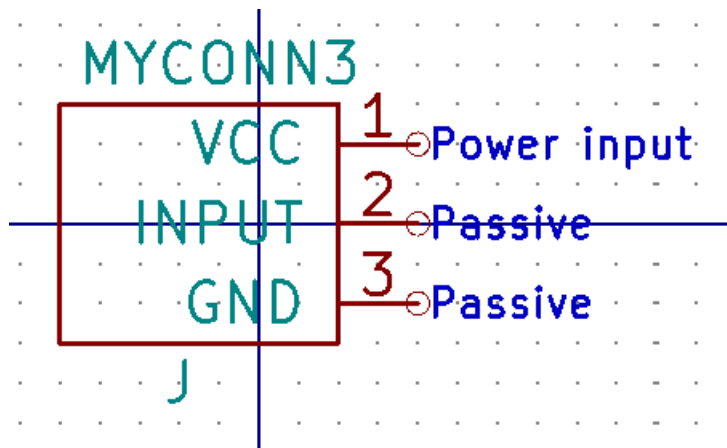 MYCONN3
VCC 1 Power input
INPUT 2 Passive
GND 3 Passive
J